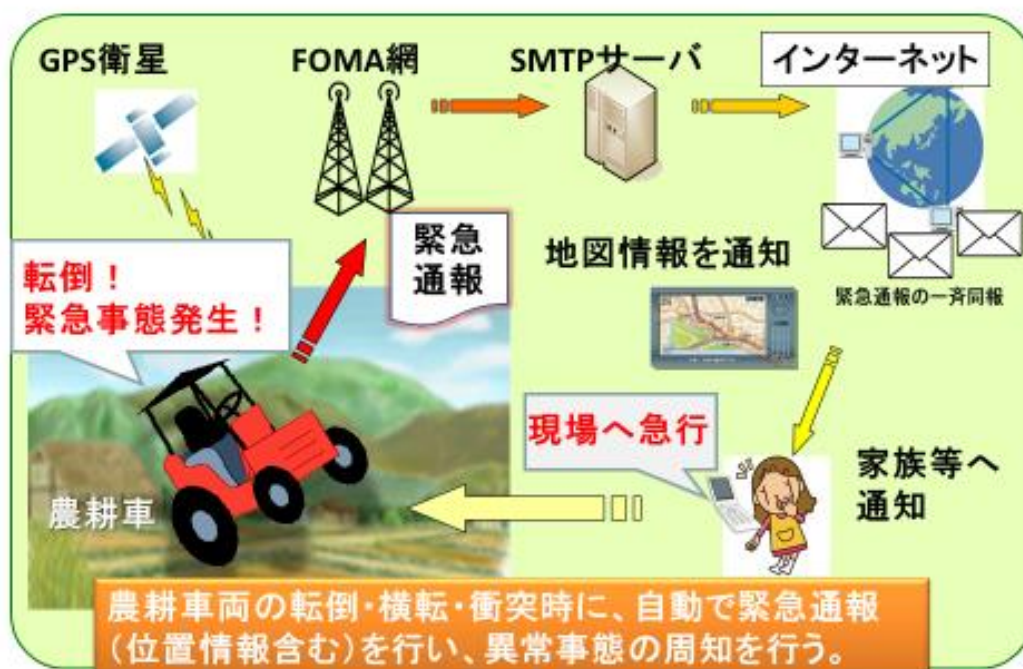 GPS衛星
FOMA網
SMTPサーバ
インターネット
緊急
通報
地図情報を通知
緊急通報の一斉同報
転倒！
緊急事態発生！
現場へ急行
家族等へ
通知
農耕車
農耕車両の転倒・横転・衝突時に、自動で緊急通報
（位置情報含む）を行い、異常事態の周知を行う。